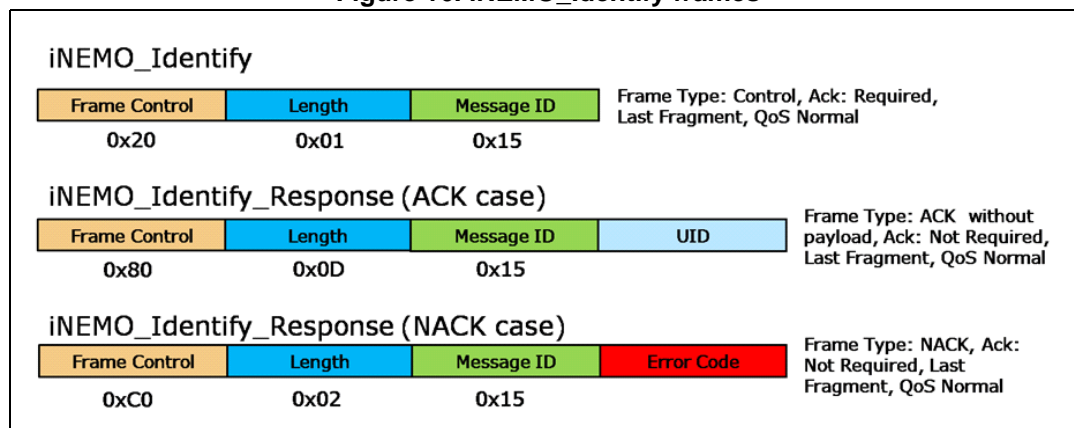 iNEMO_Identify
Frame Control Length Message ID
0x20 0x01 0x15
Frame Type: Control, Ack: Required,
Last Fragment, QoS Normal
iNEMO_Identify_Response (ACK case)
Frame Control Length Message ID UID
0x80 0x0D 0x15
Frame Type: ACK without
payload, Ack: Not Required,
Last Fragment, QoS Normal
iNEMO_Identify_Response (NACK case)
Frame Control Length Message ID Error Code
0xC0 0x02 0x15
Frame Type: NACK, Ack:
Not Required, Last
Fragment, QoS Normal